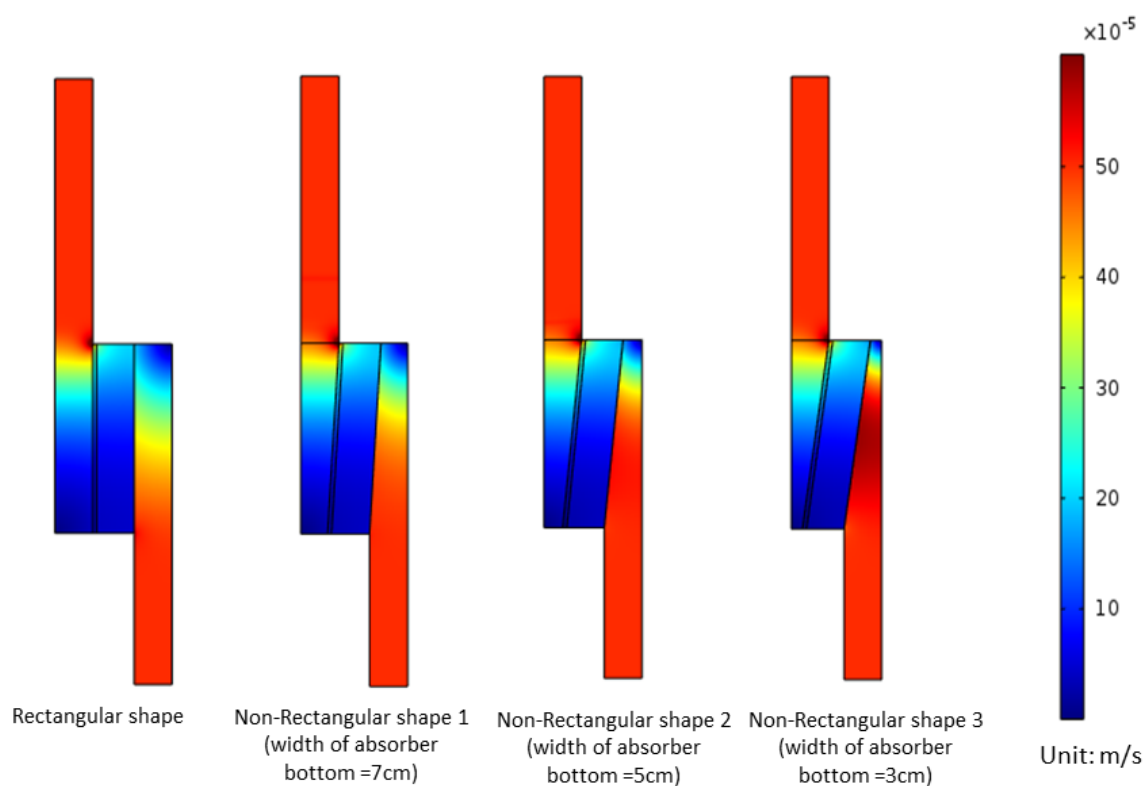 ×10⁻⁵
50
40
30
20
10
Unit: m/s
Rectangular shape
Non-Rectangular shape 1
(width of absorber
bottom =7cm)
Non-Rectangular shape 2
(width of absorber
bottom =5cm)
Non-Rectangular shape 3
(width of absorber
bottom =3cm)